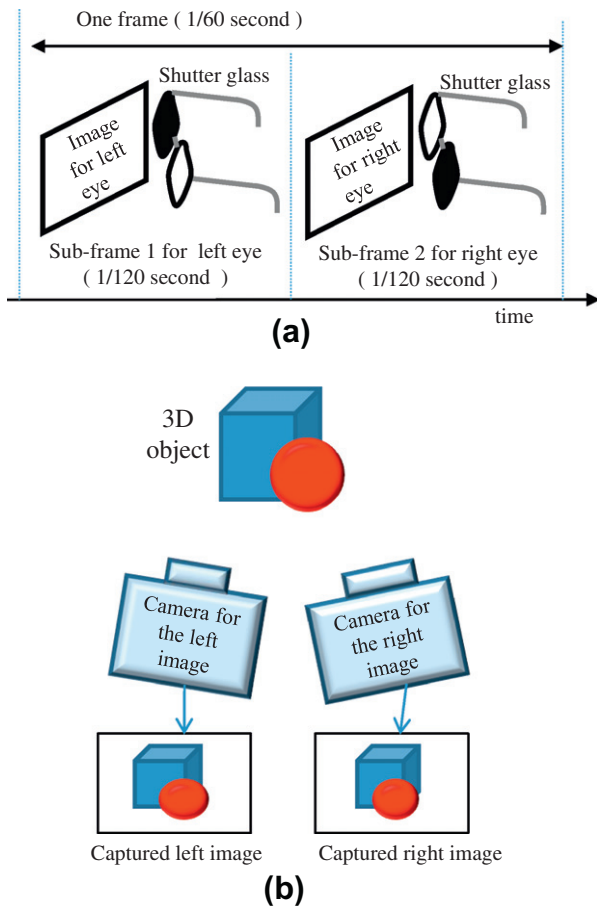 One frame ( 1/60 second )
Shutter glass
Image
for left
eye
Shutter glass
Image
for right
eye
Sub-frame 1 for left eye
( 1/120 second )
Sub-frame 2 for right eye
( 1/120 second )
time
(a)
3D
object
Camera for
the left
image
Camera for
the right
image
Captured left image
Captured right image
(b)